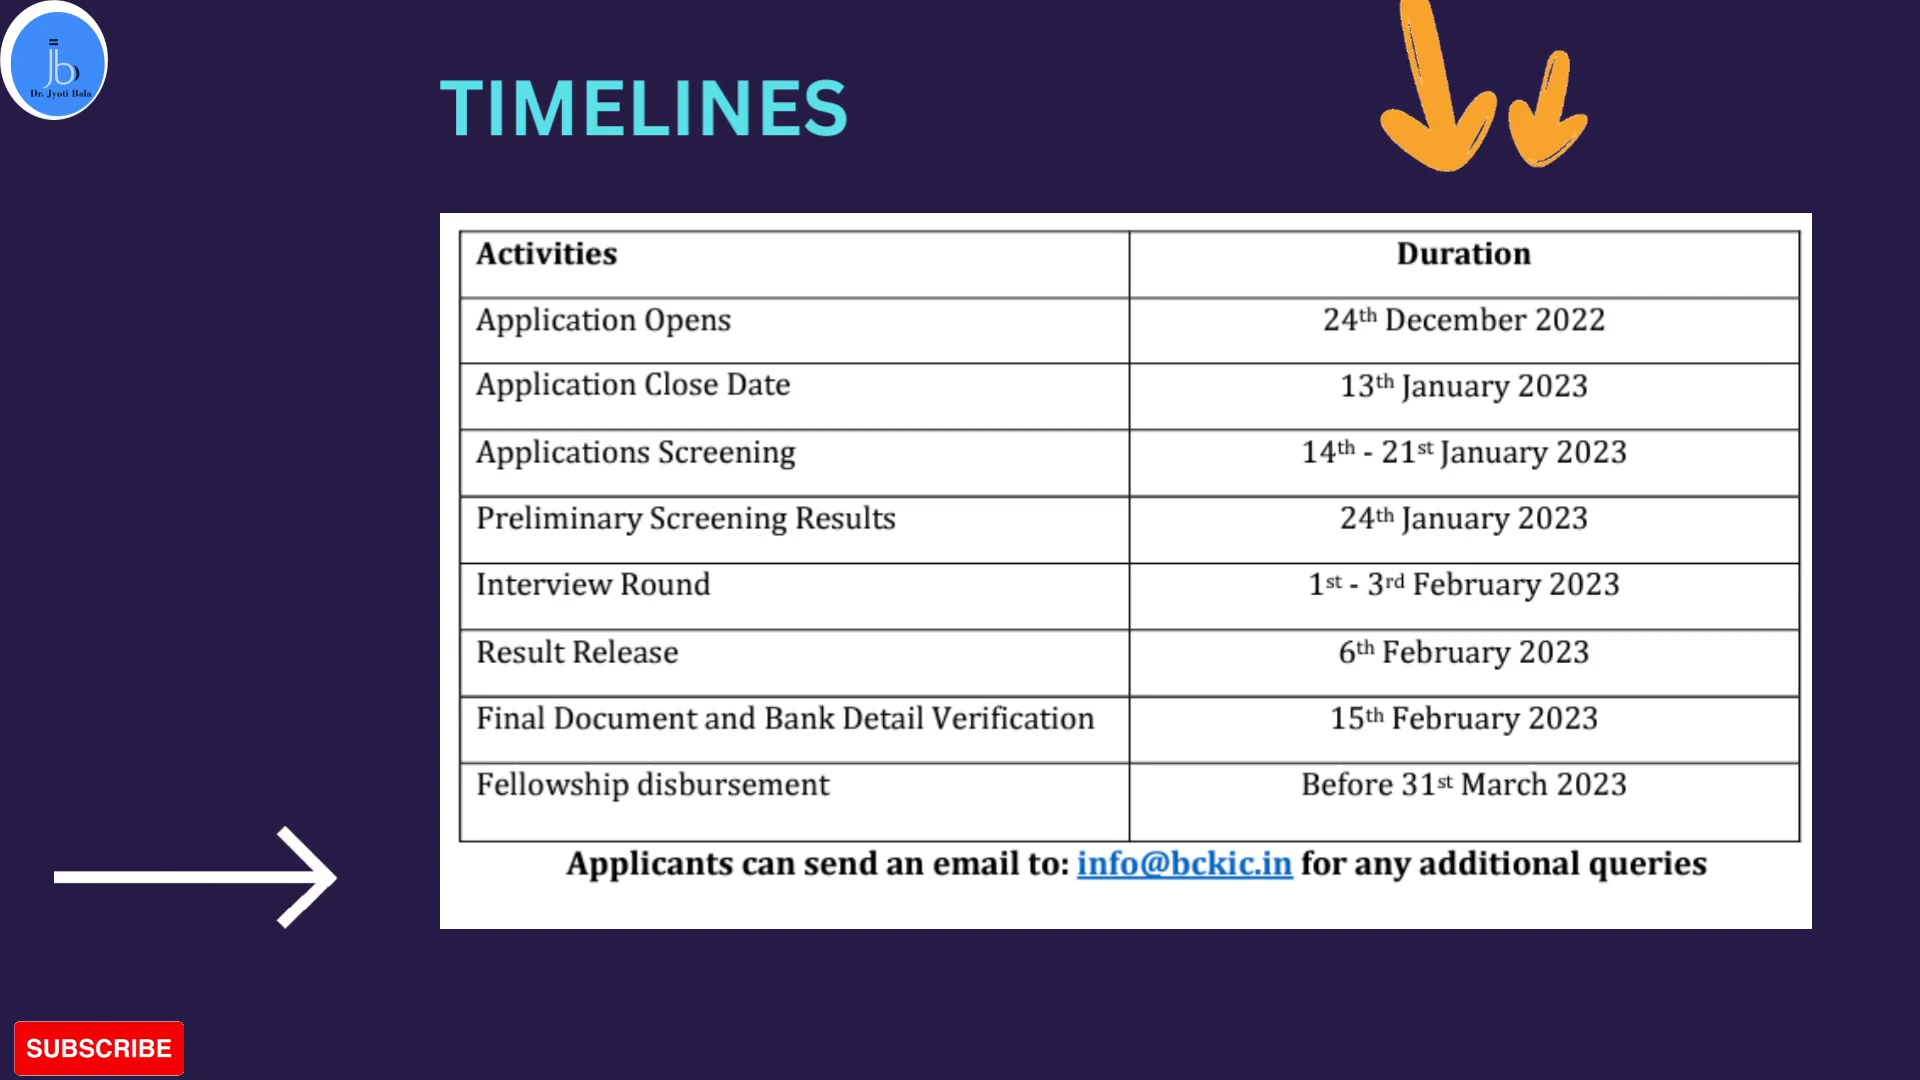 jb
Dr. Jyoti Bala
TIMELINES
Activities Duration
Application Opens 24th December 2022
Application Close Date 13th January 2023
Applications Screening 14th - 21st January 2023
Preliminary Screening Results 24th January 2023
Interview Round 1st - 3rd February 2023
Result Release 6th February 2023
Final Document and Bank Detail Verification 15th February 2023
Fellowship disbursement Before 31st March 2023
Applicants can send an email to: info@bckic.in for any additional queries
SUBSCRIBE